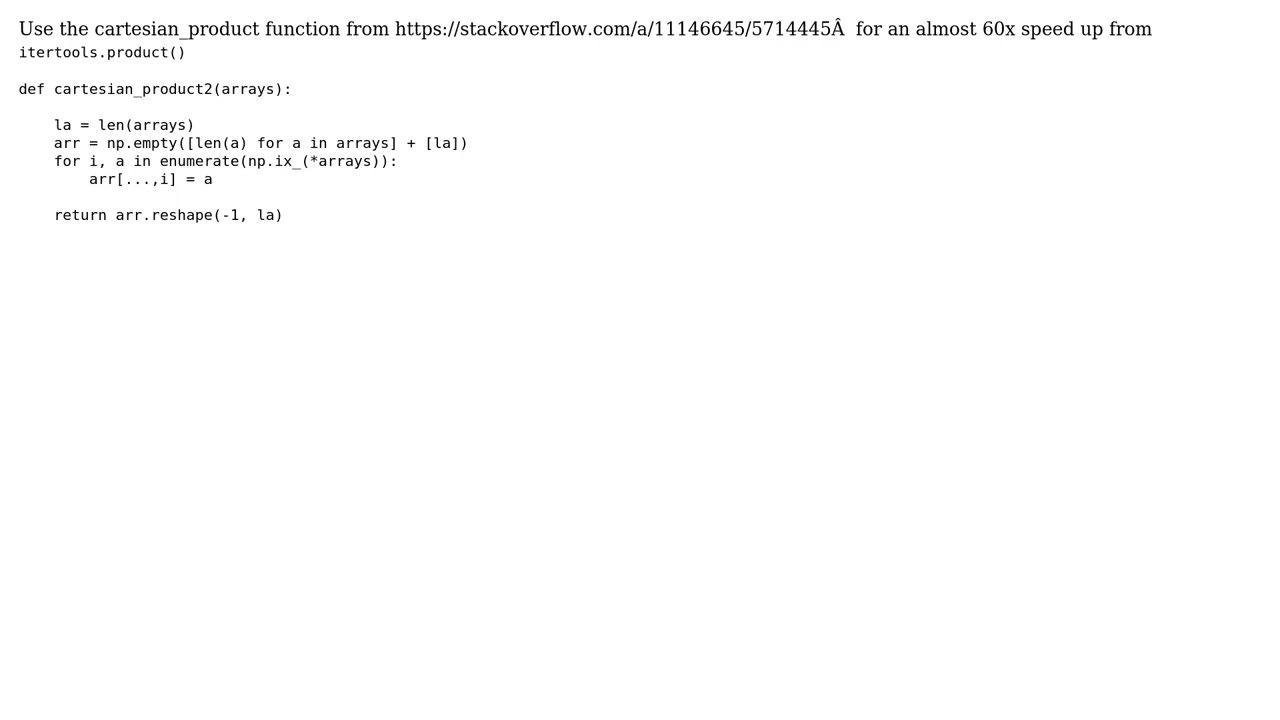 Use the cartesian_product function from https://stackoverflow.com/a/11146645/5714445Â  for an almost 60x speed up from
itertools.product()
def cartesian_product2(arrays):
    la = len(arrays)
    arr = np.empty([len(a) for a in arrays] + [la])
    for i, a in enumerate(np.ix_(*arrays)):
        arr[...,i] = a
    return arr.reshape(-1, la)